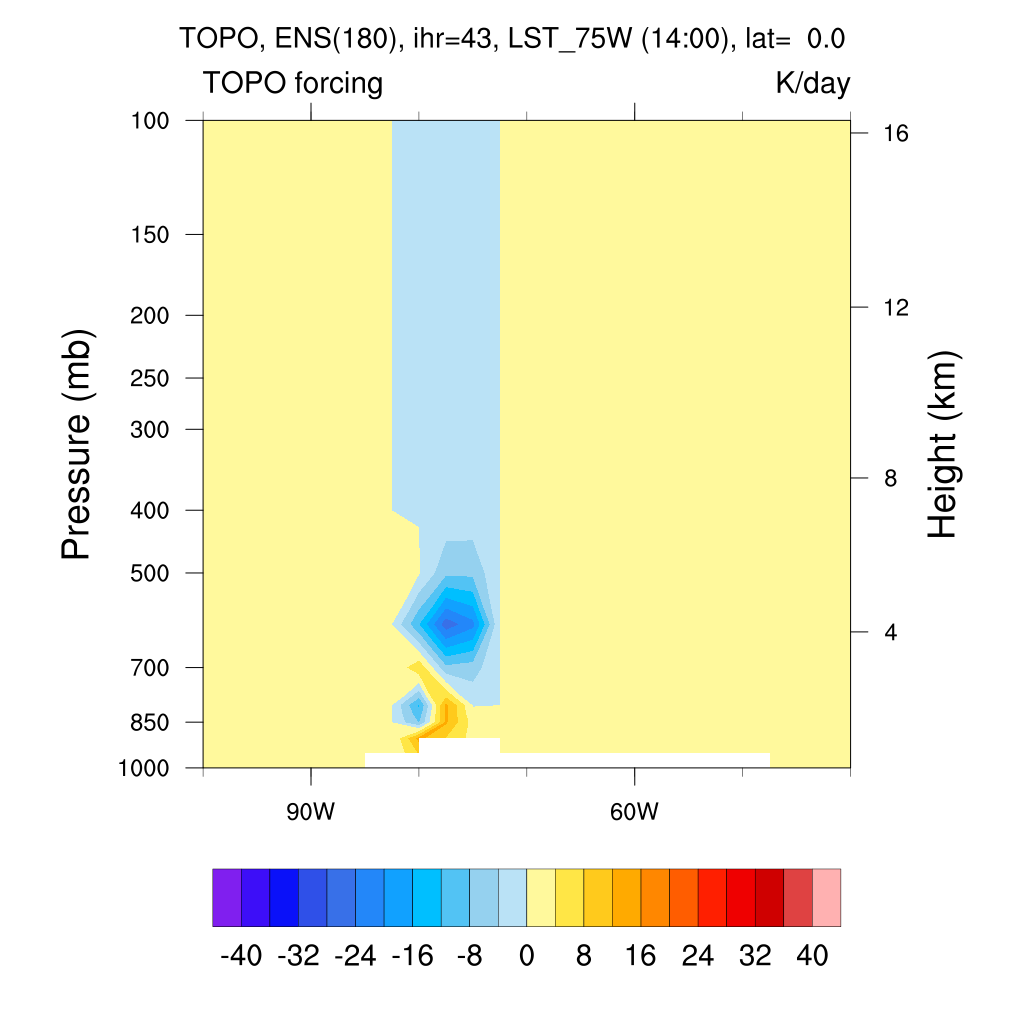 TOPO, ENS(180), ihr=43, LST_75W (14:00), lat=  0.0
TOPO forcing
K/day
100
150
200
250
300
400
500
700
850
1000
Pressure (mb)
16
12
8
4
Height (km)
90W
60W
-40 -32 -24 -16 -8 0 8 16 24 32 40